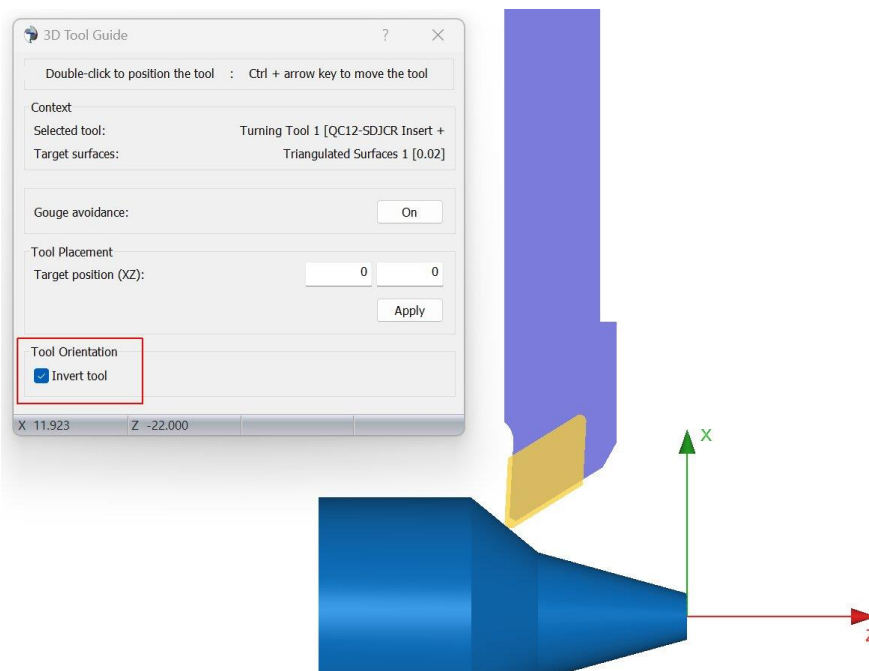 3D Tool Guide ?
Double-click to position the tool : Ctrl + arrow key to move the tool
Context
Selected tool: Turning Tool 1 [QC12-SDJCR Insert +
Target surfaces: Triangulated Surfaces 1 [0.02]
Gouge avoidance: On
Tool Placement
Target position (XZ): 0 0
Apply
Tool Orientation
Invert tool
X 11.923 Z -22.000
X
Z